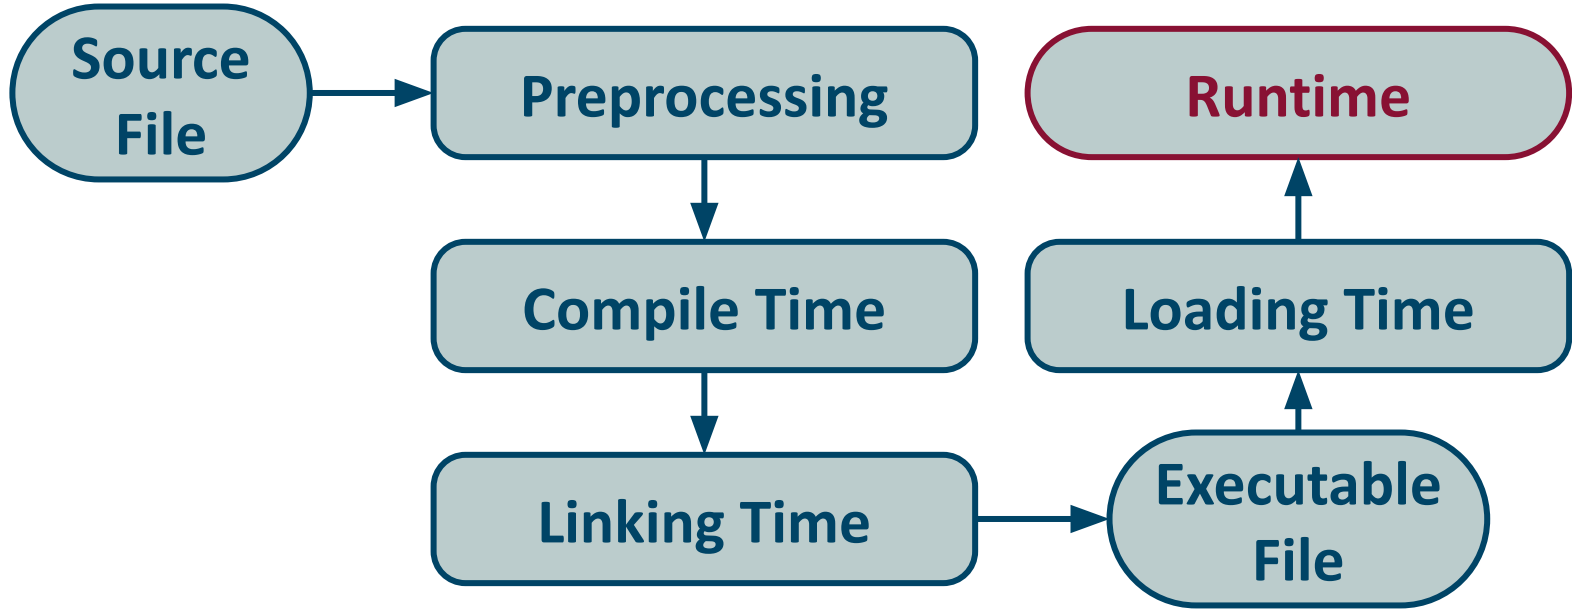 Source
File
Preprocessing
Compile Time
Linking Time
Executable
File
Loading Time
Runtime